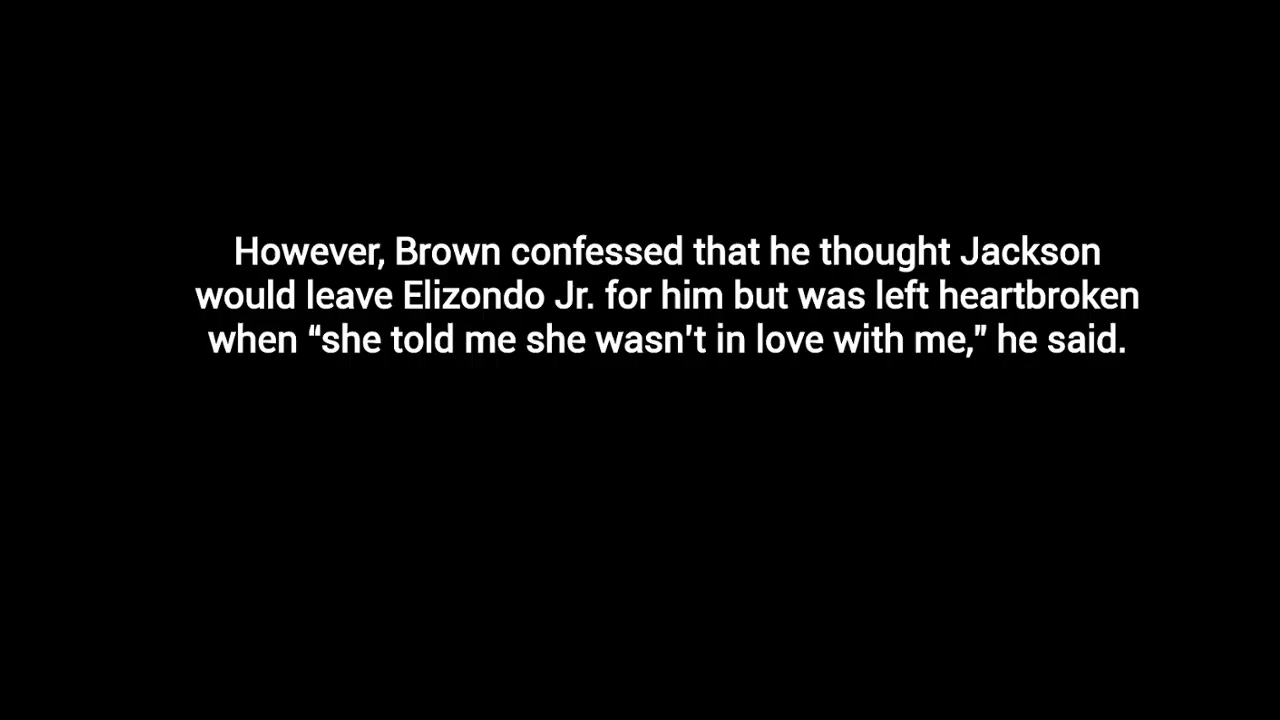 However, Brown confessed that he thought Jackson
would leave Elizondo Jr. for him but was left heartbroken
when “she told me she wasn't in love with me,” he said.